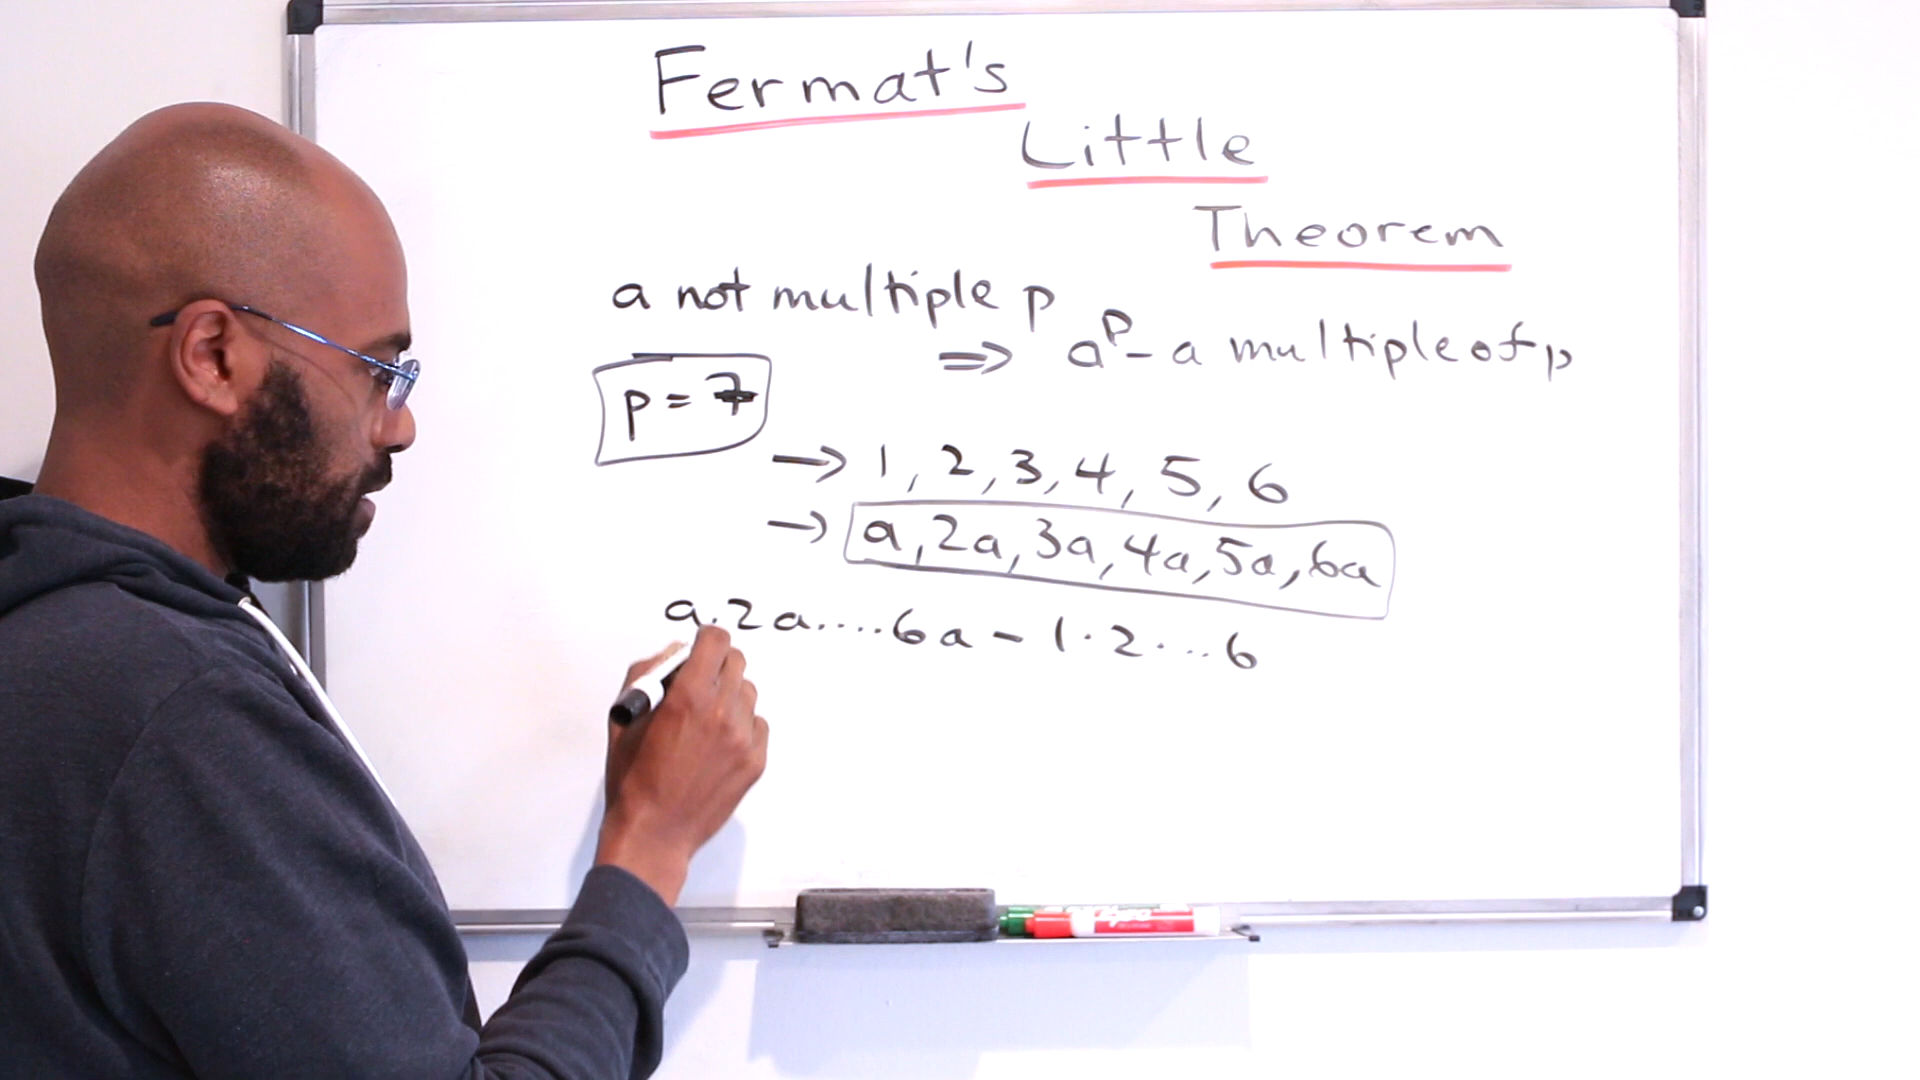 Fermat's
Little
Theorem
a not multiple p
⇒ aᵖ - a multiple of p
p = 7
→ 1, 2, 3, 4, 5, 6
→ a, 2a, 3a, 4a, 5a, 6a
a·2a····6a - 1·2···6